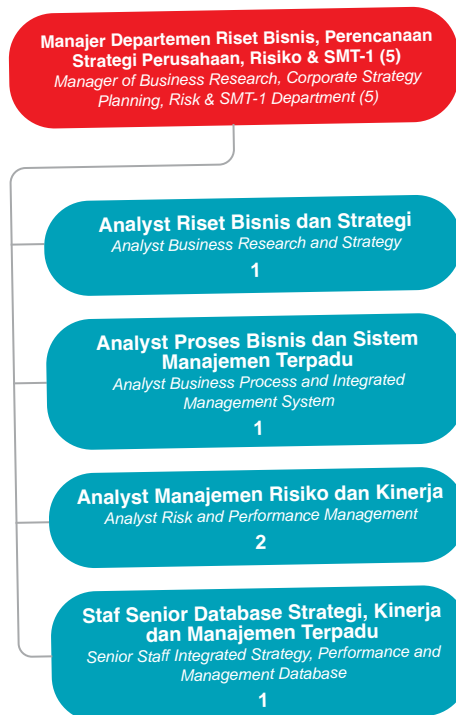 Manajer Departemen Riset Bisnis, Perencanaan
Strategi Perusahaan, Risiko & SMT-1 (5)
Manager of Business Research, Corporate Strategy
Planning, Risk & SMT-1 Department (5)
Analyst Riset Bisnis dan Strategi
Analyst Business Research and Strategy
1
Analyst Proses Bisnis dan Sistem
Manajemen Terpadu
Analyst Business Process and Integrated
Management System
1
Analyst Manajemen Risiko dan Kinerja
Analyst Risk and Performance Management
2
Staf Senior Database Strategi, Kinerja
dan Manajemen Terpadu
Senior Staff Integrated Strategy, Performance and
Management Database
1